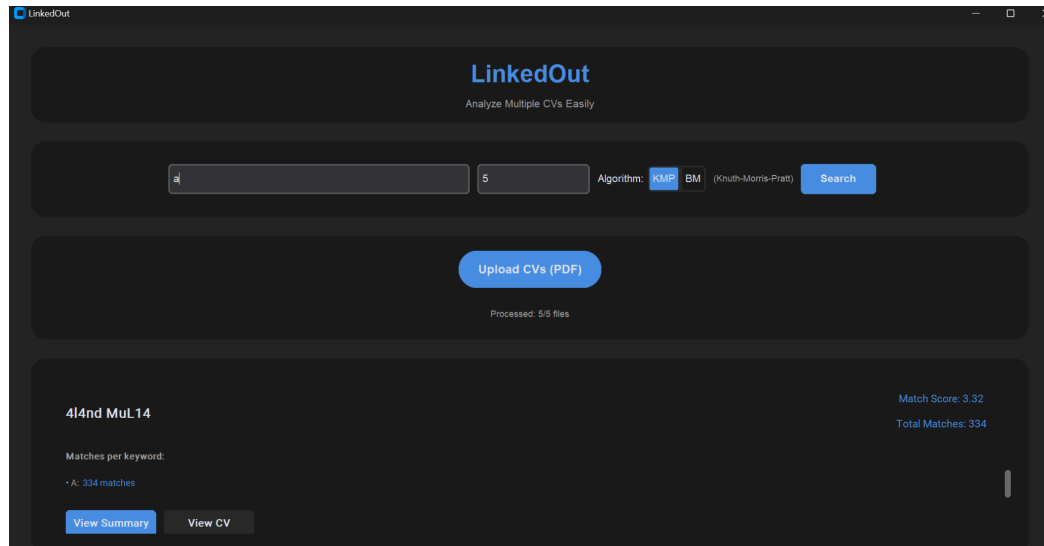 LinkedOut
LinkedOut
Analyze Multiple CVs Easily
a 5 Algorithm: KMP BM (Knuth-Morris-Pratt) Search
Upload CVs (PDF)
Processed: 5/5 files
Match Score: 3.32
4l4nd MuL14
Total Matches: 334
Matches per keyword:
• A: 334 matches
View Summary View CV